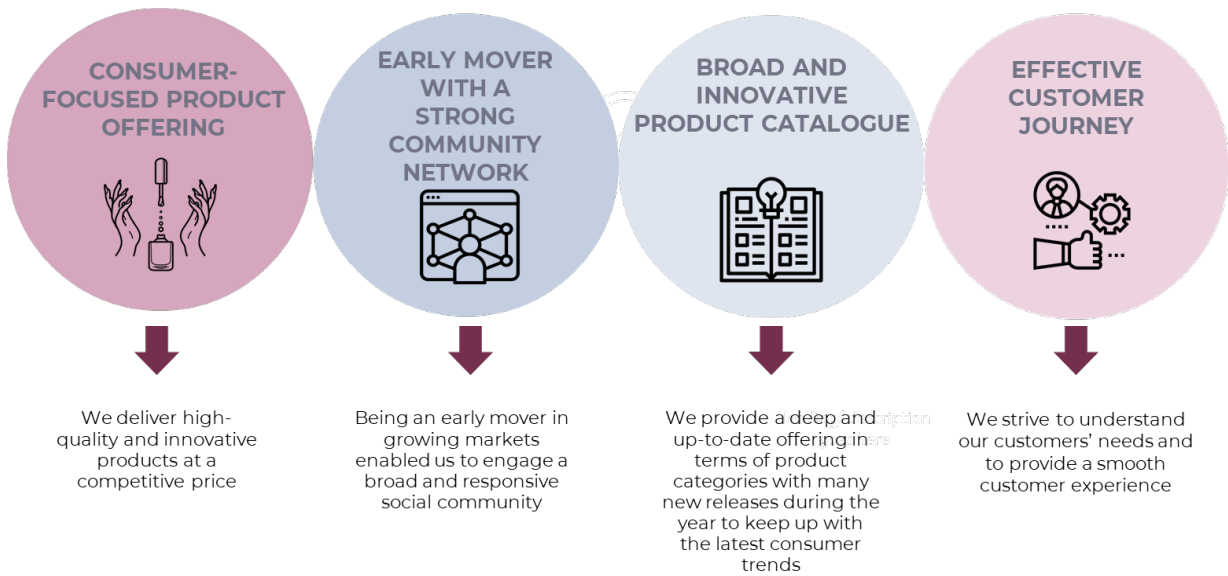 CONSUMER-
FOCUSED PRODUCT
OFFERING
EARLY MOVER
WITH A
STRONG
COMMUNITY
NETWORK
BROAD AND
INNOVATIVE
PRODUCT CATALOGUE
EFFECTIVE
CUSTOMER
JOURNEY
We deliver high-
quality and innovative
products at a
competitive price
Being an early mover in
growing markets
enabled us to engage a
broad and responsive
social community
We provide a deep and
up-to-date offering in
terms of product
categories with many
new releases during the
year to keep up with
the latest consumer
trends
We strive to understand
our customers’ needs and
to provide a smooth
customer experience